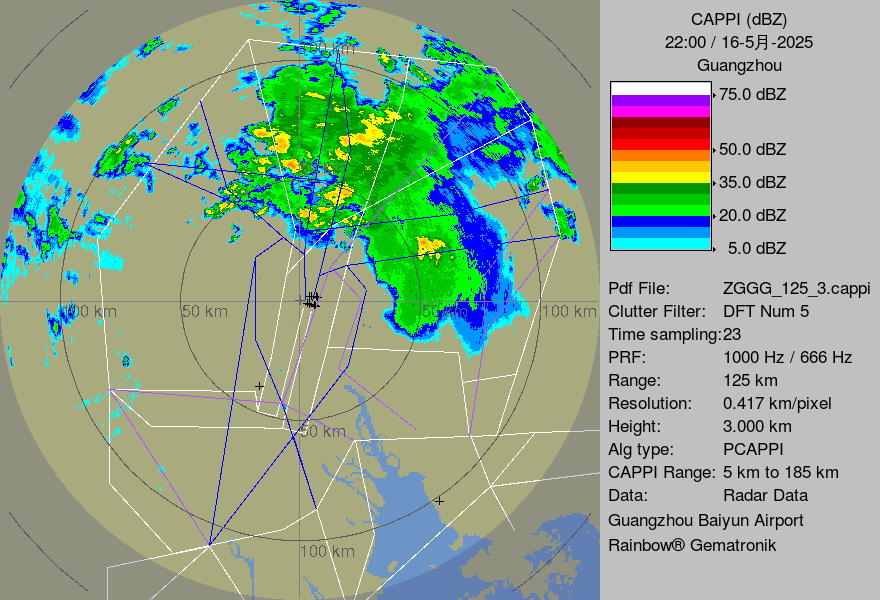 CAPPI (dBZ)
22:00 / 16-5月-2025
Guangzhou
75.0 dBZ
50.0 dBZ
35.0 dBZ
20.0 dBZ
5.0 dBZ
Pdf File: ZGGG_125_3.cappi
Clutter Filter: DFT Num 5
Time sampling:23
PRF: 1000 Hz / 666 Hz
Range: 125 km
Resolution: 0.417 km/pixel
Height: 3.000 km
Alg type: PCAPPI
CAPPI Range: 5 km to 185 km
Data: Radar Data
Guangzhou Baiyun Airport
Rainbow® Gematronik
100 km
100 km
50 km
50 km
100 km
50 km
100 km